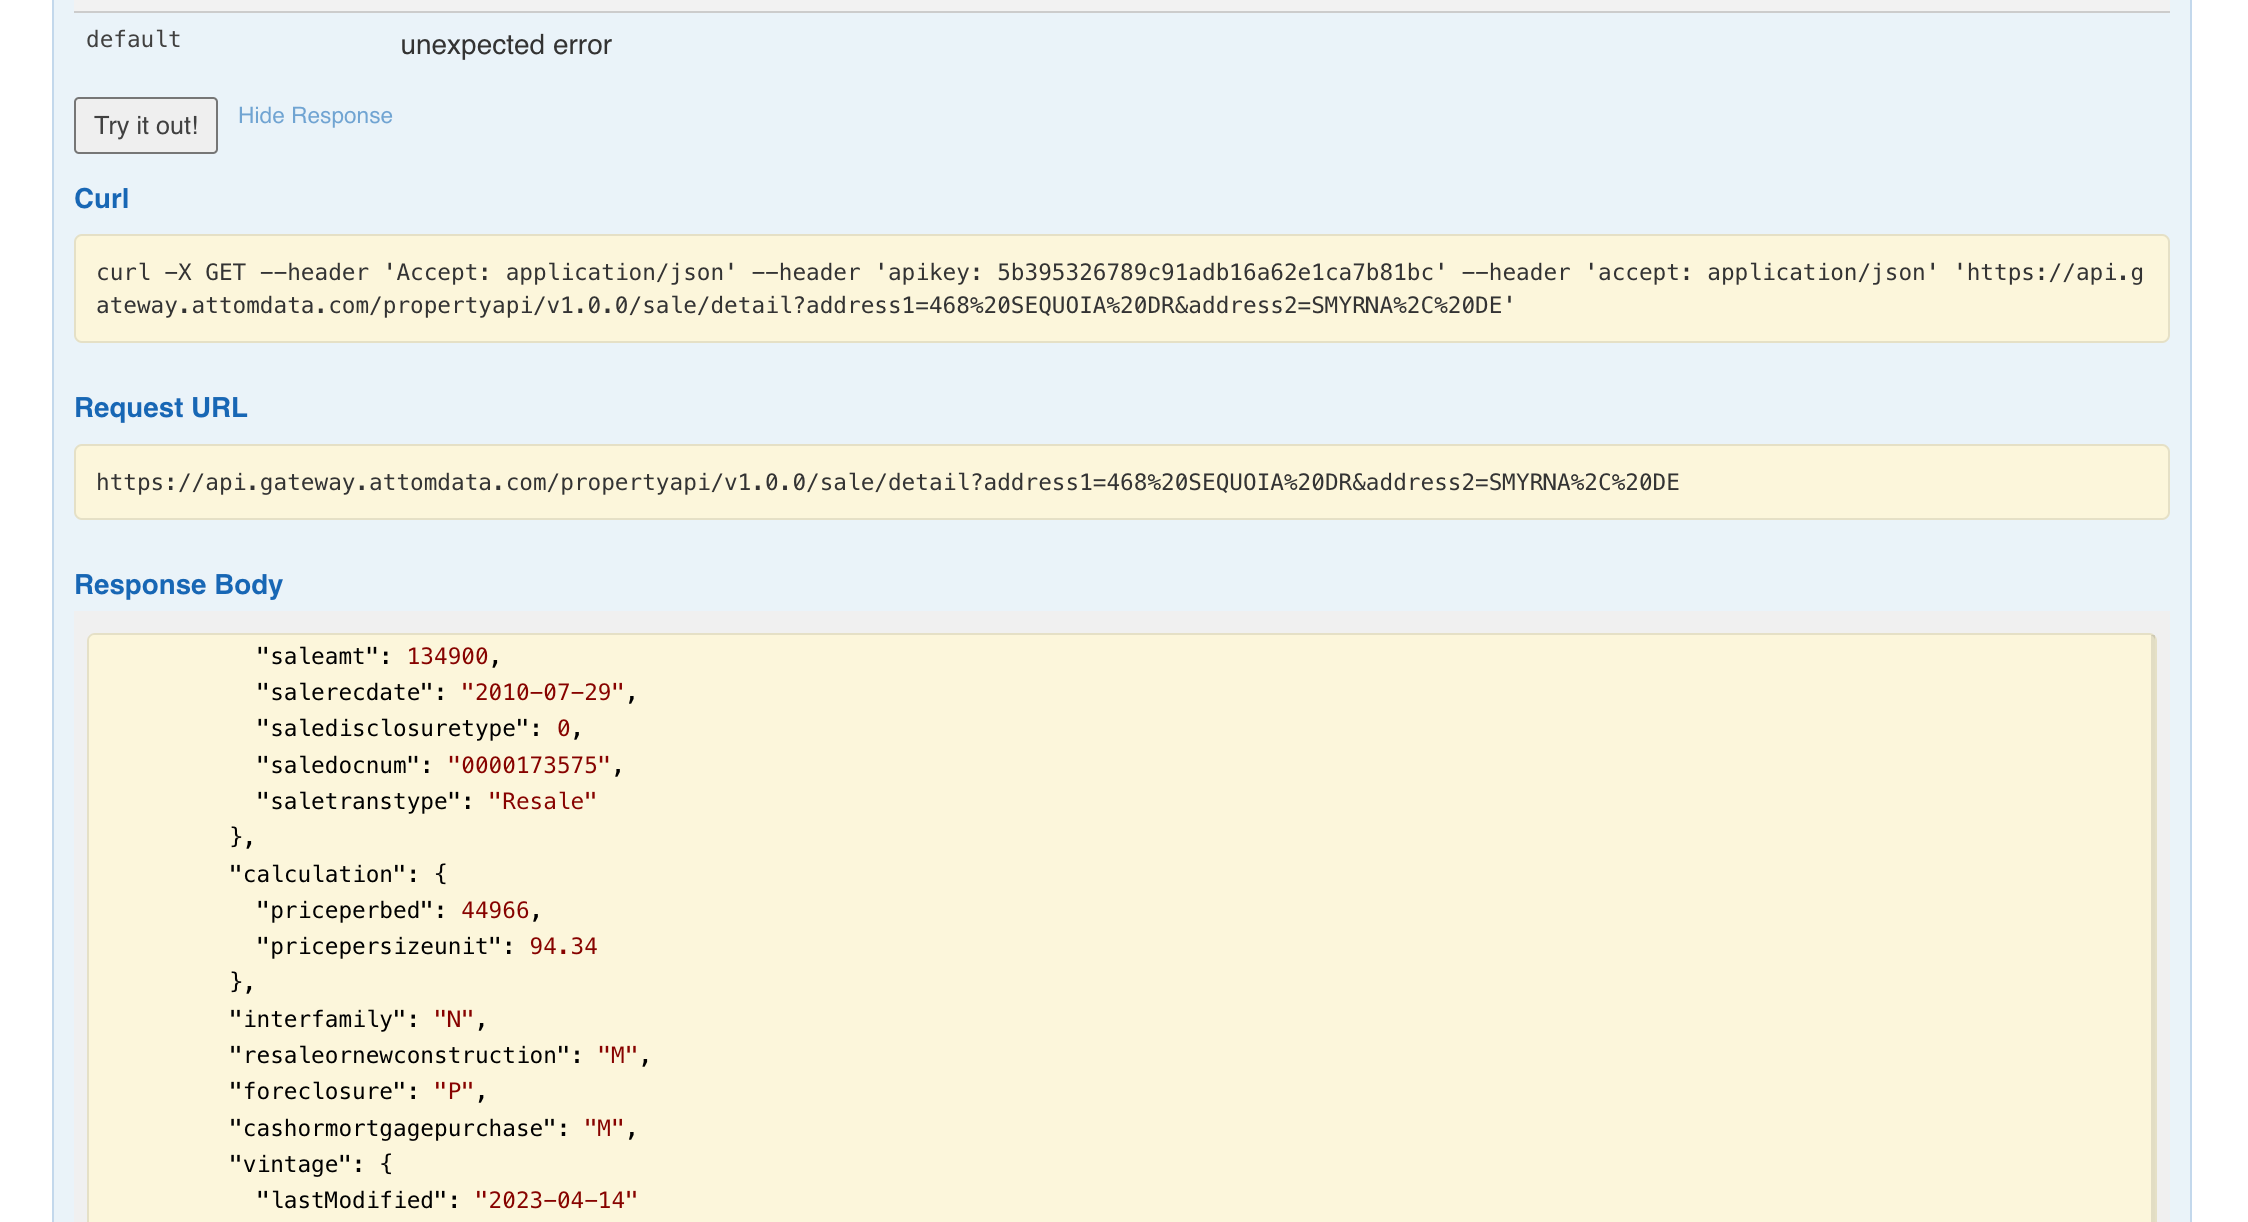 default unexpected error
Try it out! Hide Response
Curl
curl -X GET --header 'Accept: application/json' --header 'apikey: 5b395326789c91adb16a62e1ca7b81bc' --header 'accept: application/json' 'https://api.g
ateway.attomdata.com/propertyapi/v1.0.0/sale/detail?address1=468%20SEQUOIA%20DR&address2=SMYRNA%2C%20DE'
Request URL
https://api.gateway.attomdata.com/propertyapi/v1.0.0/sale/detail?address1=468%20SEQUOIA%20DR&address2=SMYRNA%2C%20DE
Response Body
"saleamt": 134900,
"salerecdate": "2010-07-29",
"saledisclosuretype": 0,
"saledocnum": "0000173575",
"saletranstype": "Resale"
},
"calculation": {
"priceperbed": 44966,
"pricepersizeunit": 94.34
},
"interfamily": "N",
"resaleornewconstruction": "M",
"foreclosure": "P",
"cashormortgagepurchase": "M",
"vintage": {
"lastModified": "2023-04-14"